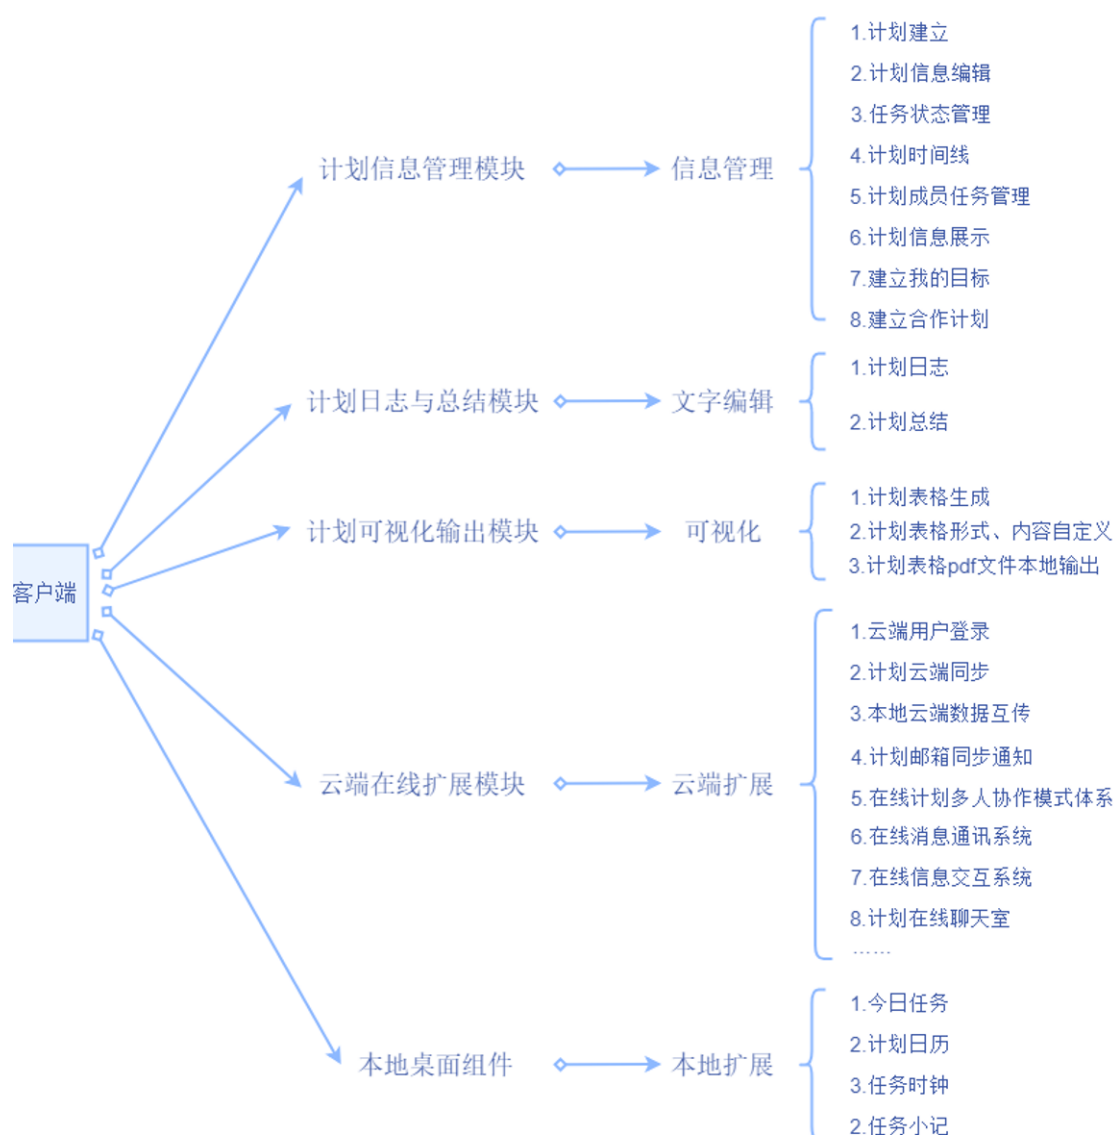 客户端
计划信息管理模块
信息管理
1.计划建立
2.计划信息编辑
3.任务状态管理
4.计划时间线
5.计划成员任务管理
6.计划信息展示
7.建立我的目标
8.建立合作计划
计划日志与总结模块
文字编辑
1.计划日志
2.计划总结
计划可视化输出模块
可视化
1.计划表格生成
2.计划表格形式、内容自定义
3.计划表格pdf文件本地输出
云端在线扩展模块
云端扩展
1.云端用户登录
2.计划云端同步
3.本地云端数据互传
4.计划邮箱同步通知
5.在线计划多人协作模式体系
6.在线消息通讯系统
7.在线信息交互系统
8.计划在线聊天室
……
本地桌面组件
本地扩展
1.今日任务
2.计划日历
3.任务时钟
2.任务小记